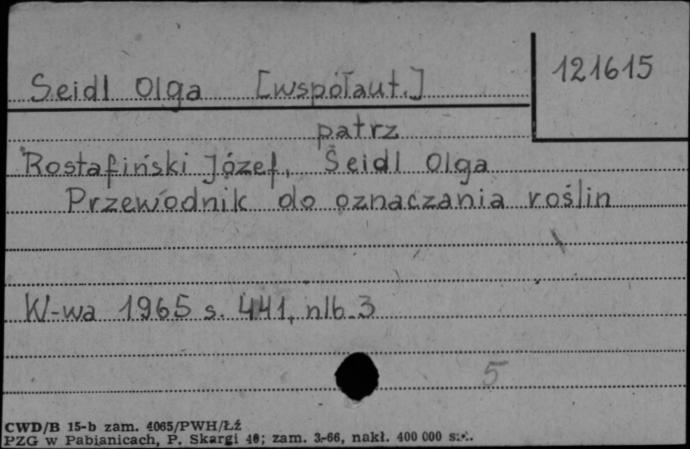 Seidl Olga [współaut.]
121615
patrz
Rostafiński Józef, Seidl Olga
Przewodnik do oznaczania roślin
W-wa 1965 s. 441, nlb. 3
5
CWD/B 15-b zam. 4065/PWH/Łź
PZG w Pabianicach, P. Skargi 40; zam. 3-66, nakł. 400 000